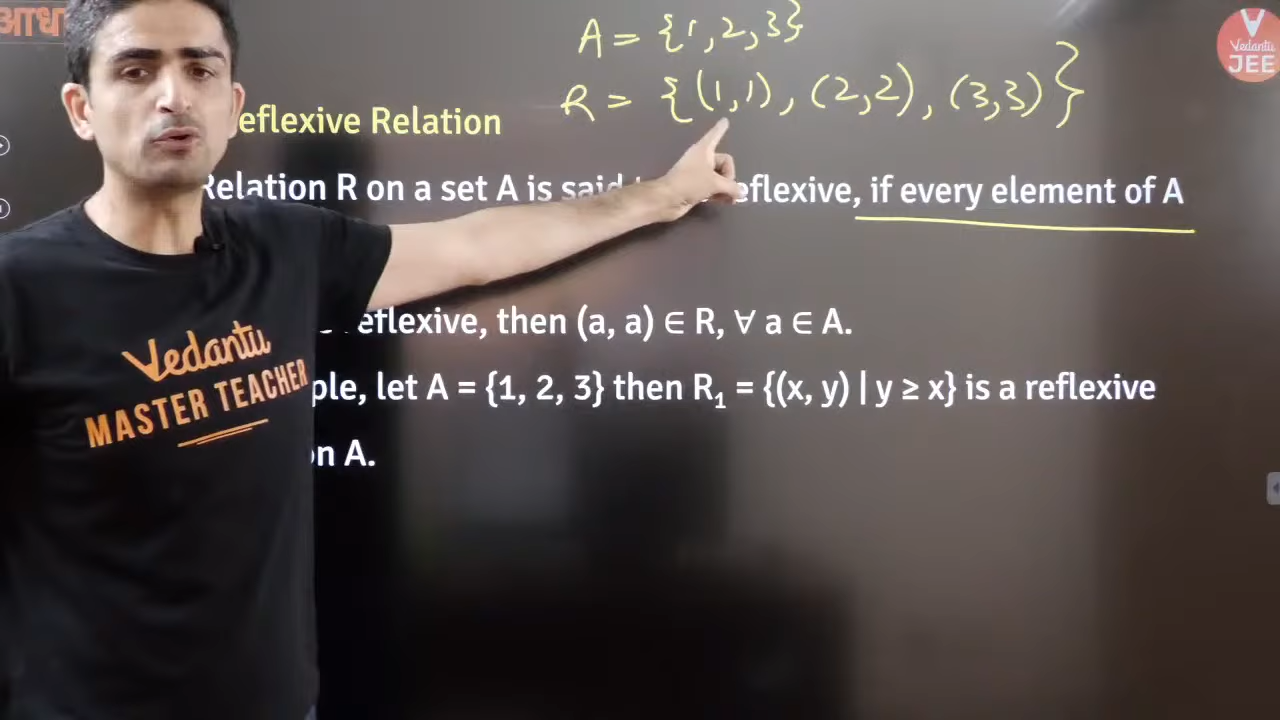 आधा
A = {1, 2, 3}
R = {(1,1), (2,2), (3,3)}
Vedantu
JEE
eflexive Relation
Relation R on a set A is said eflexive, if every element of A
eflexive, then (a, a) ∈ R, ∀ a ∈ A.
ple, let A = {1, 2, 3} then R₁ = {(x, y) | y ≥ x} is a reflexive
on A.
Vedantu
MASTER TEACHER